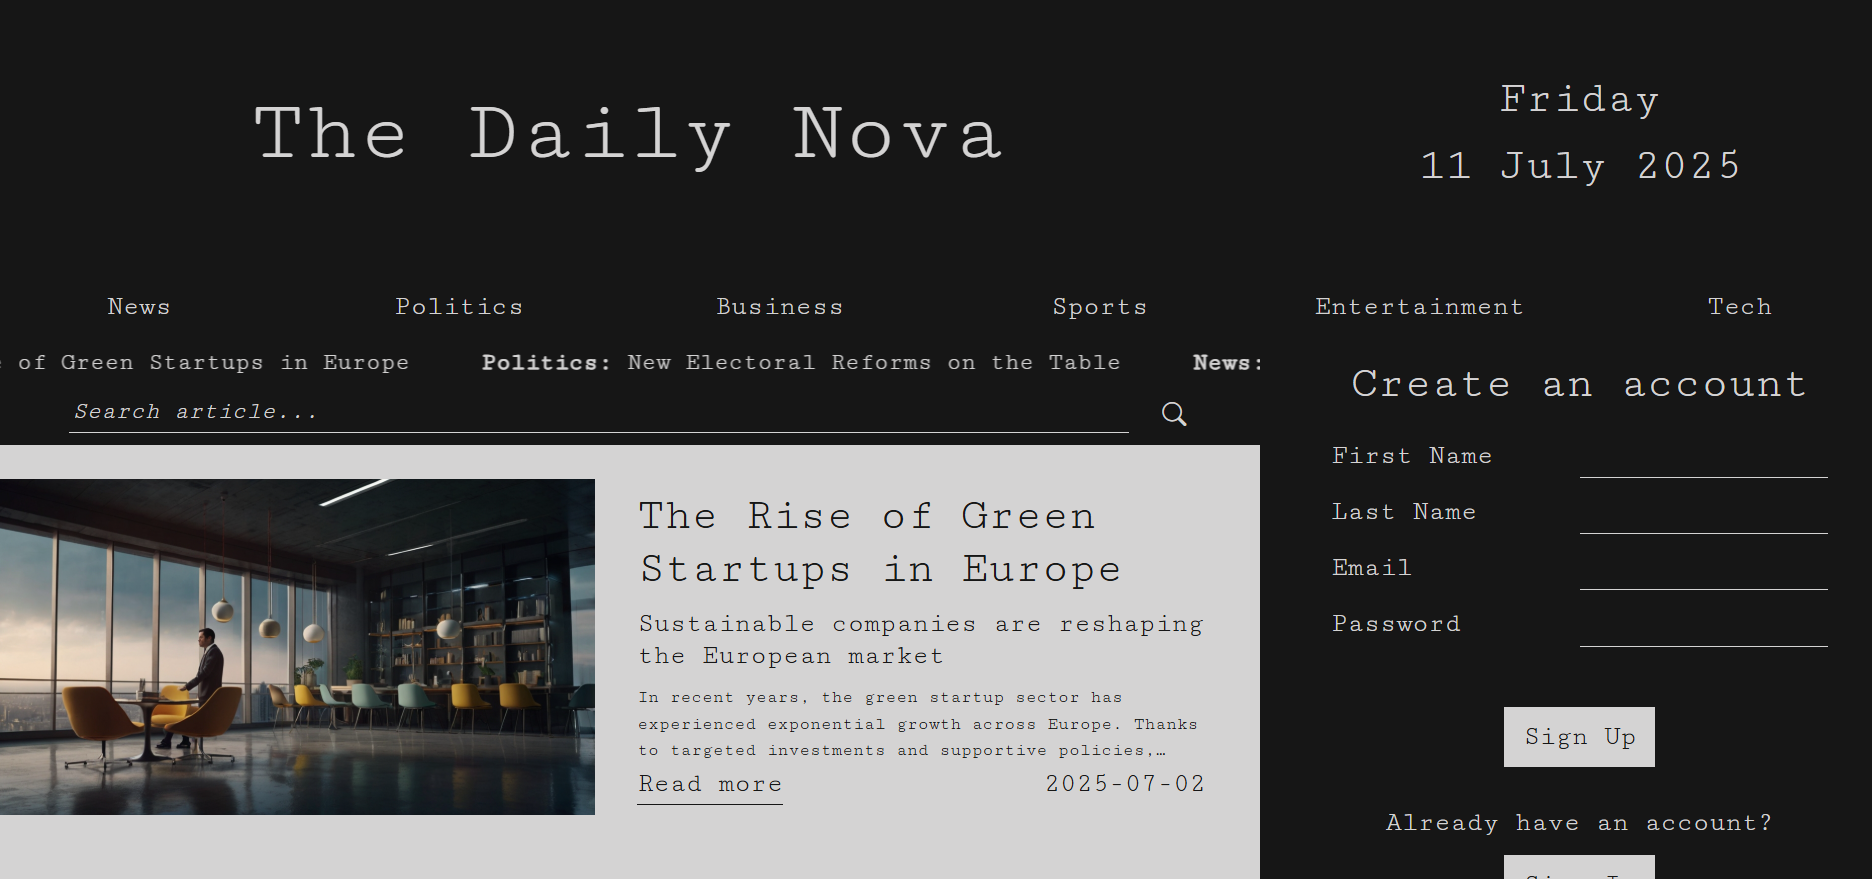 The Daily Nova
Friday
11 July 2025
News
Politics
Business
Sports
Entertainment
Tech
of Green Startups in Europe
Politics: New Electoral Reforms on the Table
News:
Search article...
The Rise of Green
Startups in Europe
Sustainable companies are reshaping
the European market
In recent years, the green startup sector has
experienced exponential growth across Europe. Thanks
to targeted investments and supportive policies,…
Read more
2025-07-02
Create an account
First Name
Last Name
Email
Password
Sign Up
Already have an account?